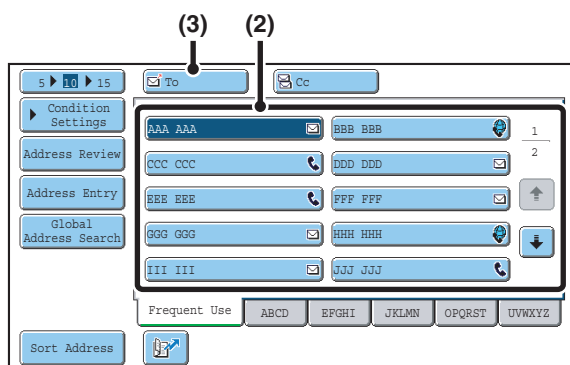 (3) (2)
5 10 15
To
Cc
Condition
Settings
Address Review
Address Entry
Global
Address Search
Sort Address
AAA AAA
BBB BBB
CCC CCC
DDD DDD
EEE EEE
FFF FFF
GGG GGG
HHH HHH
III III
JJJ JJJ
1
2
Frequent Use
ABCD
EFGHI
JKLMN
OPQRST
UVWXYZ